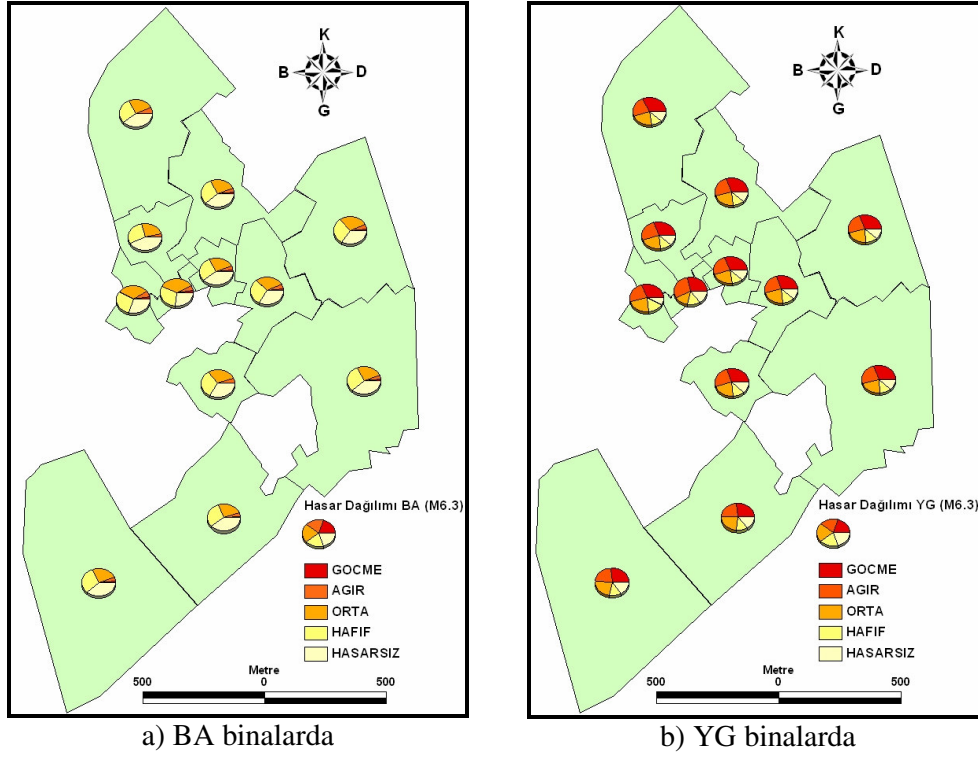 K
B D
G
Hasar Dağılımı BA (M6.3)
GOCME
AGIR
ORTA
HAFIF
HASARSIZ
Metre
500 0 500
a) BA binalarda
K
B D
G
Hasar Dağılımı YG (M6.3)
GOCME
AGIR
ORTA
HAFIF
HASARSIZ
Metre
500 0 500
b) YG binalarda